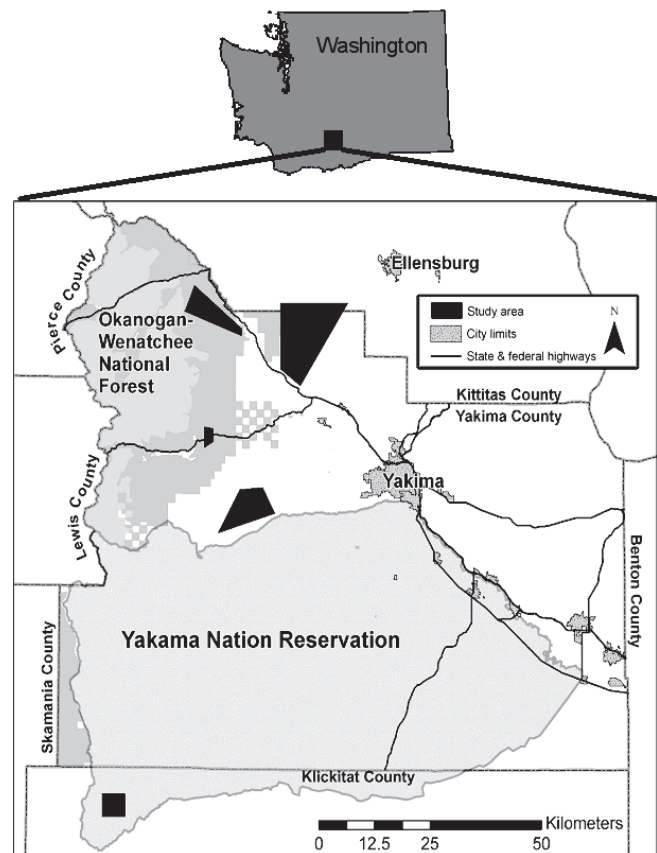 Washington
Ellensburg
Pierce County
Okanogan-
Wenatchee
National
Forest
Study area
City limits
State & federal highways
N
Kittitas County
Yakima County
Lewis County
Yakima
Benton County
Yakama Nation Reservation
Skamania County
Klickitat County
Kilometers
0 12.5 25 50